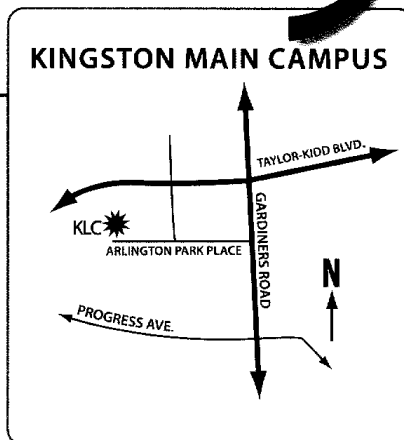 KINGSTON MAIN CAMPUS
TAYLOR-KIDD BLVD.
KLC
ARLINGTON PARK PLACE
GARDINERS ROAD
N
PROGRESS AVE.